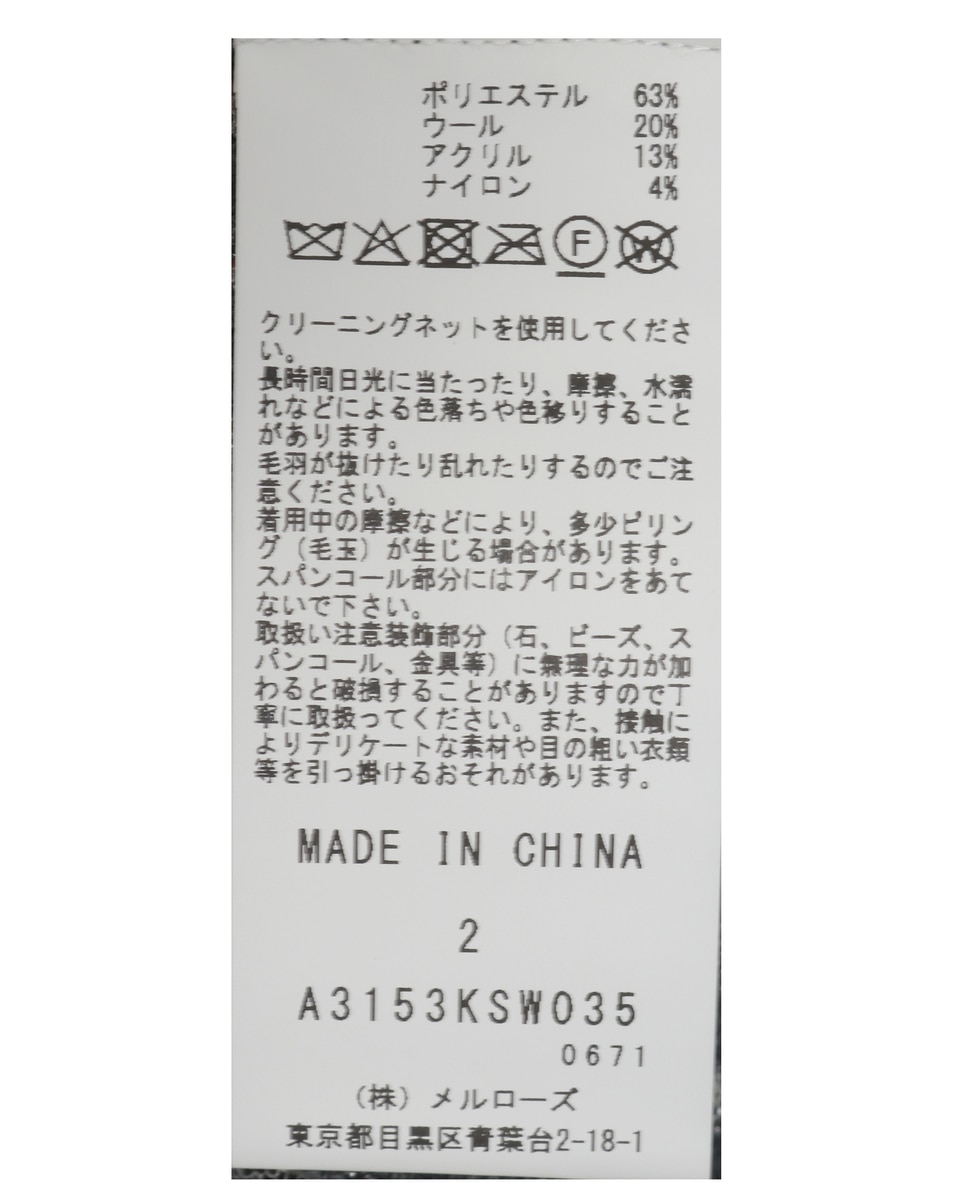 ポリエステル 63%
ウール 20%
アクリル 13%
ナイロン 4%
F W
クリーニングネットを使用してくださ
い。
長時間日光に当たったり、摩擦、水濡
れなどによる色落ちや色移りすること
があります。
毛羽が抜けたり乱れたりするのでご注
意ください。
着用中の摩擦などにより、多少ピリン
グ（毛玉）が生じる場合があります。
スパンコール部分にはアイロンをあて
ないで下さい。
取扱い注意装飾部分（石、ビーズ、ス
パンコール、金具等）に無理な力が加
わると破損することがありますので丁
寧に取扱ってください。また、接触に
よりデリケートな素材や目の粗い衣類
等を引っ掛けるおそれがあります。
MADE IN CHINA
2
A3153KSW035
0671
（株）メルローズ
東京都目黒区青葉台2-18-1